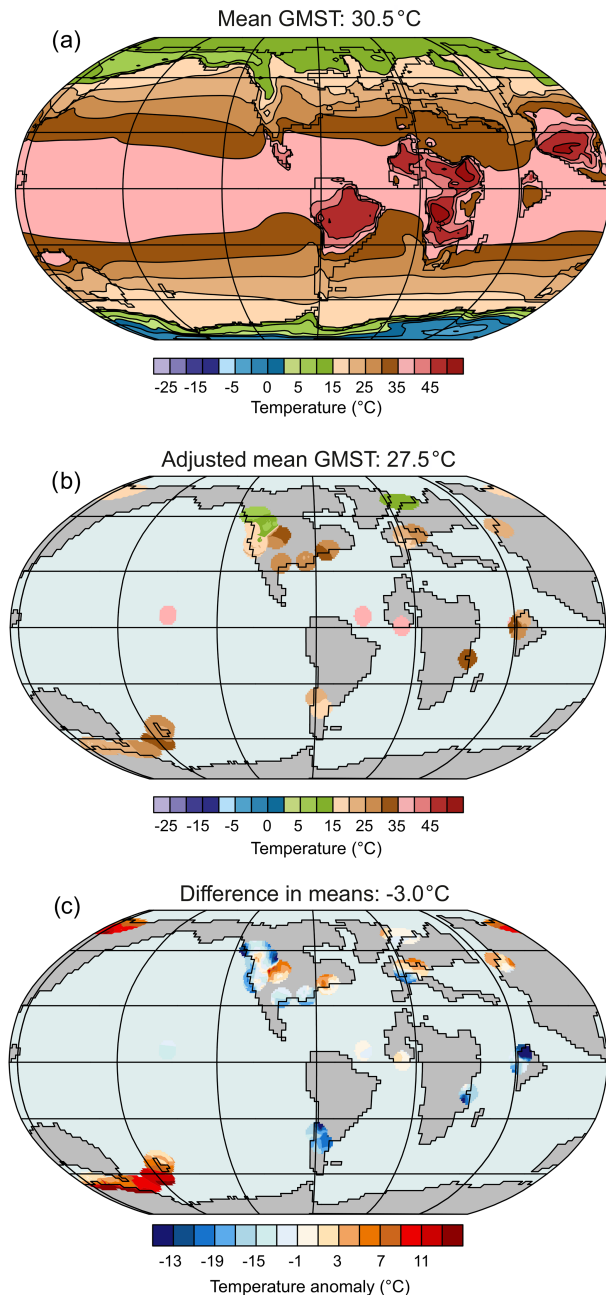 Mean GMST: 30.5°C
(a)
-25 -15 -5 0 5 15 25 35 45
Temperature (°C)
Adjusted mean GMST: 27.5°C
(b)
-25 -15 -5 0 5 15 25 35 45
Temperature (°C)
Difference in means: -3.0°C
(c)
-13 -19 -15 -1 3 7 11
Temperature anomaly (°C)